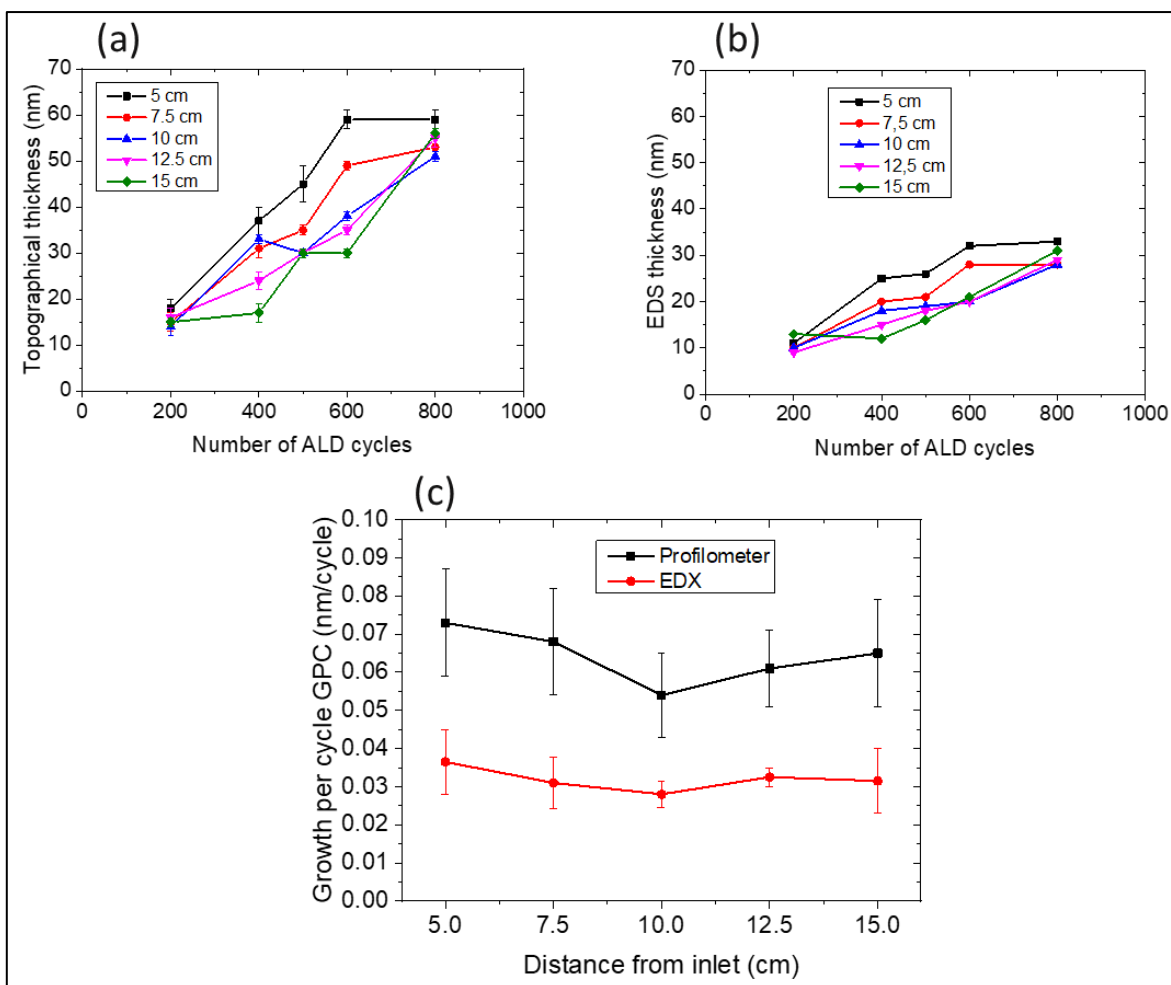 (a)
70
60
50
40
30
20
10
0
Topographical thickness (nm)
5 cm
7.5 cm
10 cm
12.5 cm
15 cm
0 200 400 600 800 1000
Number of ALD cycles
(b)
70
60
50
40
30
20
10
0
EDS thickness (nm)
5 cm
7,5 cm
10 cm
12,5 cm
15 cm
0 200 400 600 800 1000
Number of ALD cycles
(c)
0.10
0.09
0.08
0.07
0.06
0.05
0.04
0.03
0.02
0.01
0.00
Growth per cycle GPC (nm/cycle)
Profilometer
EDX
5.0 7.5 10.0 12.5 15.0
Distance from inlet (cm)